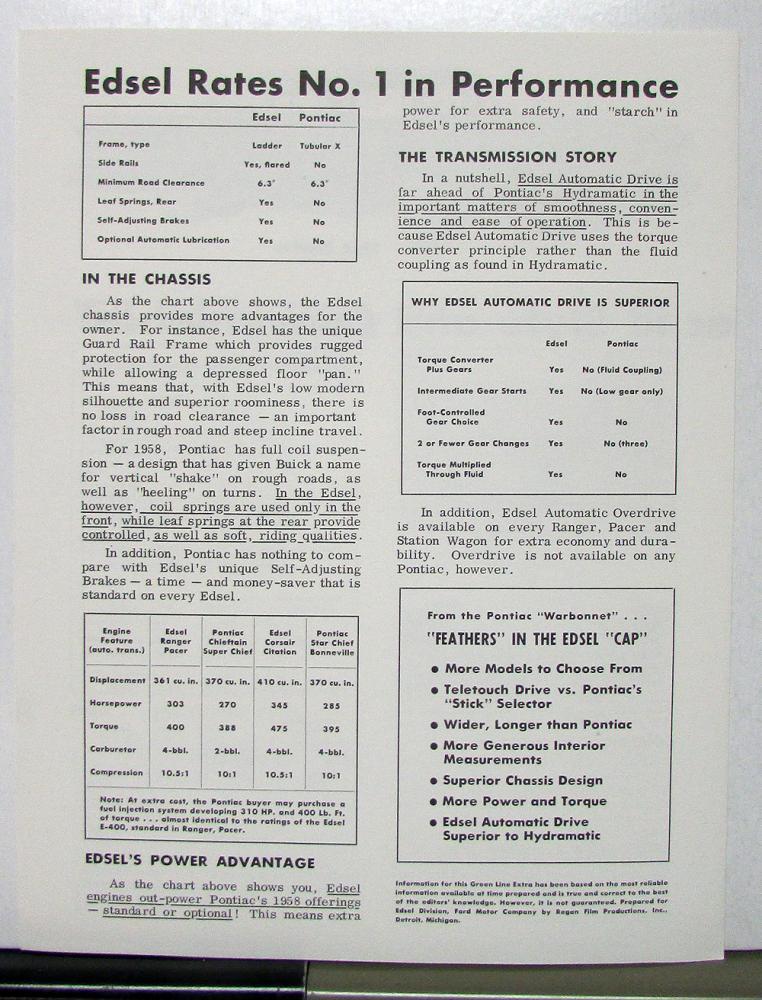 Edsel Rates No. 1 in Performance
Edsel Pontiac
Frame, type Ladder Tubular X
Side Rails Yes, flared No
Minimum Road Clearance 6.3" 6.3"
Leaf Springs, Rear Yes No
Self-Adjusting Brakes Yes No
Optional Automatic Lubrication Yes No
IN THE CHASSIS
As the chart above shows, the Edsel
chassis provides more advantages for the
owner. For instance, Edsel has the unique
Guard Rail Frame which provides rugged
protection for the passenger compartment,
while allowing a depressed floor "pan."
This means that, with Edsel's low modern
silhouette and superior roominess, there is
no loss in road clearance — an important
factor in rough road and steep incline travel.
For 1958, Pontiac has full coil suspen-
sion — a design that has given Buick a name
for vertical "shake" on rough roads, as
well as "heeling" on turns. In the Edsel,
however, coil springs are used only in the
front, while leaf springs at the rear provide
controlled, as well as soft, riding qualities.
In addition, Pontiac has nothing to com-
pare with Edsel's unique Self-Adjusting
Brakes — a time — and money-saver that is
standard on every Edsel.
Engine Edsel Pontiac Edsel Pontiac
Feature Ranger Chieftain Corsair Star Chief
(auto. trans.) Pacer Super Chief Citation Bonneville
Displacement 361 cu. in. 370 cu. in. 410 cu. in. 370 cu. in.
Horsepower 303 270 345 285
Torque 400 388 475 395
Carburetor 4-bbl. 2-bbl. 4-bbl. 4-bbl.
Compression 10.5:1 10:1 10.5:1 10:1
Note: At extra cost, the Pontiac buyer may purchase a
fuel injection system developing 310 HP. and 400 Lb. Ft.
of torque . . . almost identical to the ratings of the Edsel
E-400, standard in Ranger, Pacer.
EDSEL'S POWER ADVANTAGE
As the chart above shows you, Edsel
engines out-power Pontiac's 1958 offerings
— standard or optional! This means extra
power for extra safety, and "starch" in
Edsel's performance.
THE TRANSMISSION STORY
In a nutshell, Edsel Automatic Drive is
far ahead of Pontiac's Hydramatic in the
important matters of smoothness, conven-
ience and ease of operation. This is be-
cause Edsel Automatic Drive uses the torque
converter principle rather than the fluid
coupling as found in Hydramatic.
WHY EDSEL AUTOMATIC DRIVE IS SUPERIOR
Edsel Pontiac
Torque Converter
Plus Gears Yes No (Fluid Coupling)
Intermediate Gear Starts Yes No (Low gear only)
Foot-Controlled
Gear Choice Yes No
2 or Fewer Gear Changes Yes No (three)
Torque Multiplied
Through Fluid Yes No
In addition, Edsel Automatic Overdrive
is available on every Ranger, Pacer and
Station Wagon for extra economy and dura-
bility. Overdrive is not available on any
Pontiac, however.
From the Pontiac "Warbonnet" . . .
"FEATHERS" IN THE EDSEL "CAP"
● More Models to Choose From
● Teletouch Drive vs. Pontiac's
"Stick" Selector
● Wider, Longer than Pontiac
● More Generous Interior
Measurements
● Superior Chassis Design
● More Power and Torque
● Edsel Automatic Drive
Superior to Hydramatic
Information for this Green Line Extra has been based on the most reliable
information available at time prepared and is true and correct to the best
of the editors' knowledge. However, it is not guaranteed. Prepared for
Edsel Division, Ford Motor Company by Regan Film Productions, Inc.,
Detroit, Michigan.